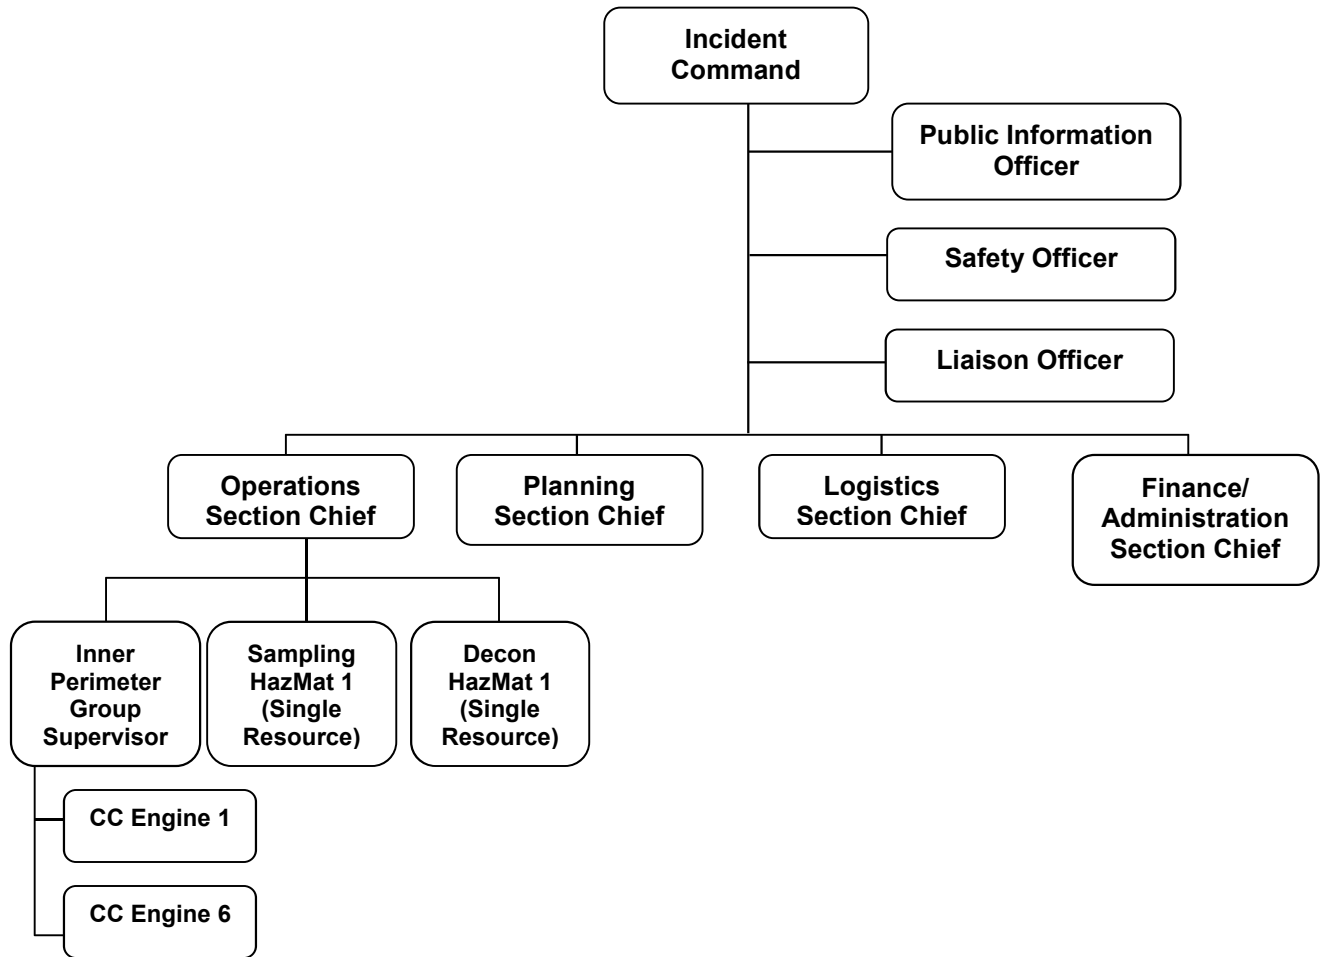 Incident
Command
Public Information
Officer
Safety Officer
Liaison Officer
Operations
Section Chief
Planning
Section Chief
Logistics
Section Chief
Finance/
Administration
Section Chief
Inner
Perimeter
Group
Supervisor
Sampling
HazMat 1
(Single
Resource)
Decon
HazMat 1
(Single
Resource)
CC Engine 1
CC Engine 6